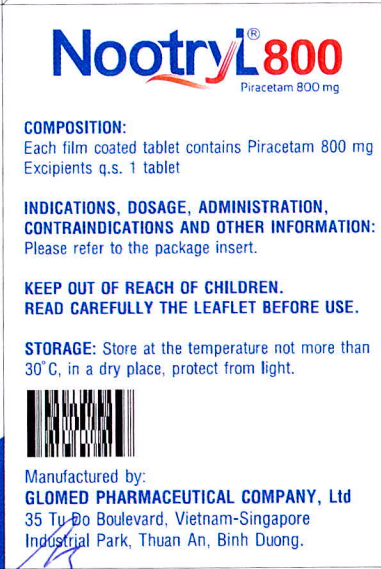 Nootryl® 800
Piracetam 800 mg
COMPOSITION:
Each film coated tablet contains Piracetam 800 mg
Excipients q.s. 1 tablet
INDICATIONS, DOSAGE, ADMINISTRATION,
CONTRAINDICATIONS AND OTHER INFORMATION:
Please refer to the package insert.
KEEP OUT OF REACH OF CHILDREN.
READ CAREFULLY THE LEAFLET BEFORE USE.
STORAGE: Store at the temperature not more than
30°C, in a dry place, protect from light.
Manufactured by:
GLOMED PHARMACEUTICAL COMPANY, Ltd
35 Tu Do Boulevard, Vietnam-Singapore
Industrial Park, Thuan An, Binh Duong.